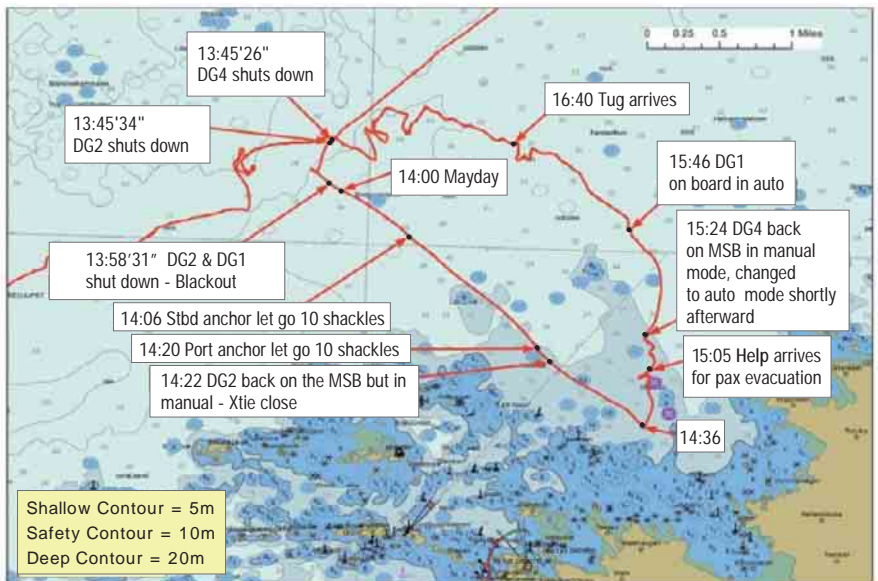 0 0.25 0.5 1 Miles
13:45'26"
DG4 shuts down
13:45'34"
DG2 shuts down
16:40 Tug arrives
14:00 Mayday
15:46 DG1
on board in auto
13:58'31" DG2 & DG1
shut down - Blackout
15:24 DG4 back
on MSB in manual
mode, changed
to auto mode shortly
afterward
14:06 Stbd anchor let go 10 shackles
14:20 Port anchor let go 10 shackles
14:22 DG2 back on the MSB but in
manual - Xtie close
15:05 Help arrives
for pax evacuation
14:36
Shallow Contour = 5m
Safety Contour = 10m
Deep Contour = 20m